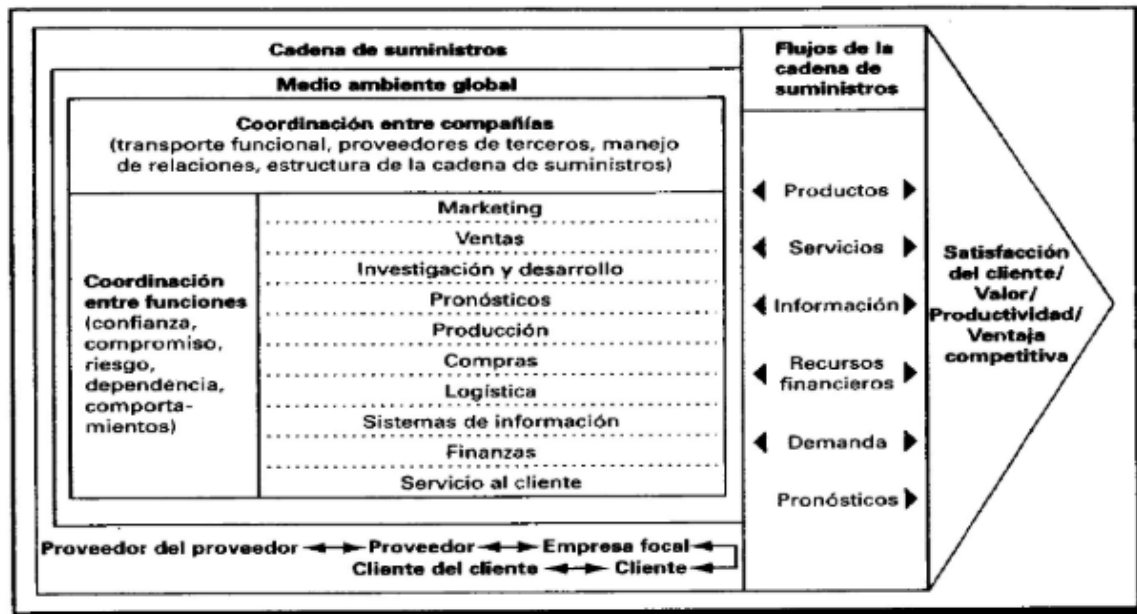 Cadena de suministros
Medio ambiente global
Coordinación entre compañías
(transporte funcional, proveedores de terceros, manejo
de relaciones, estructura de la cadena de suministros)
Coordinación
entre funciones
(confianza,
compromiso,
riesgo,
dependencia,
comporta-
mientos)
Marketing
Ventas
Investigación y desarrollo
Pronósticos
Producción
Compras
Logística
Sistemas de información
Finanzas
Servicio al cliente
Proveedor del proveedor Proveedor Empresa focal
Cliente del cliente Cliente
Flujos de la
cadena de
suministros
Productos
Servicios
Información
Recursos
financieros
Demanda
Pronósticos
Satisfacción
del cliente/
Valor/
Productividad/
Ventaja
competitiva